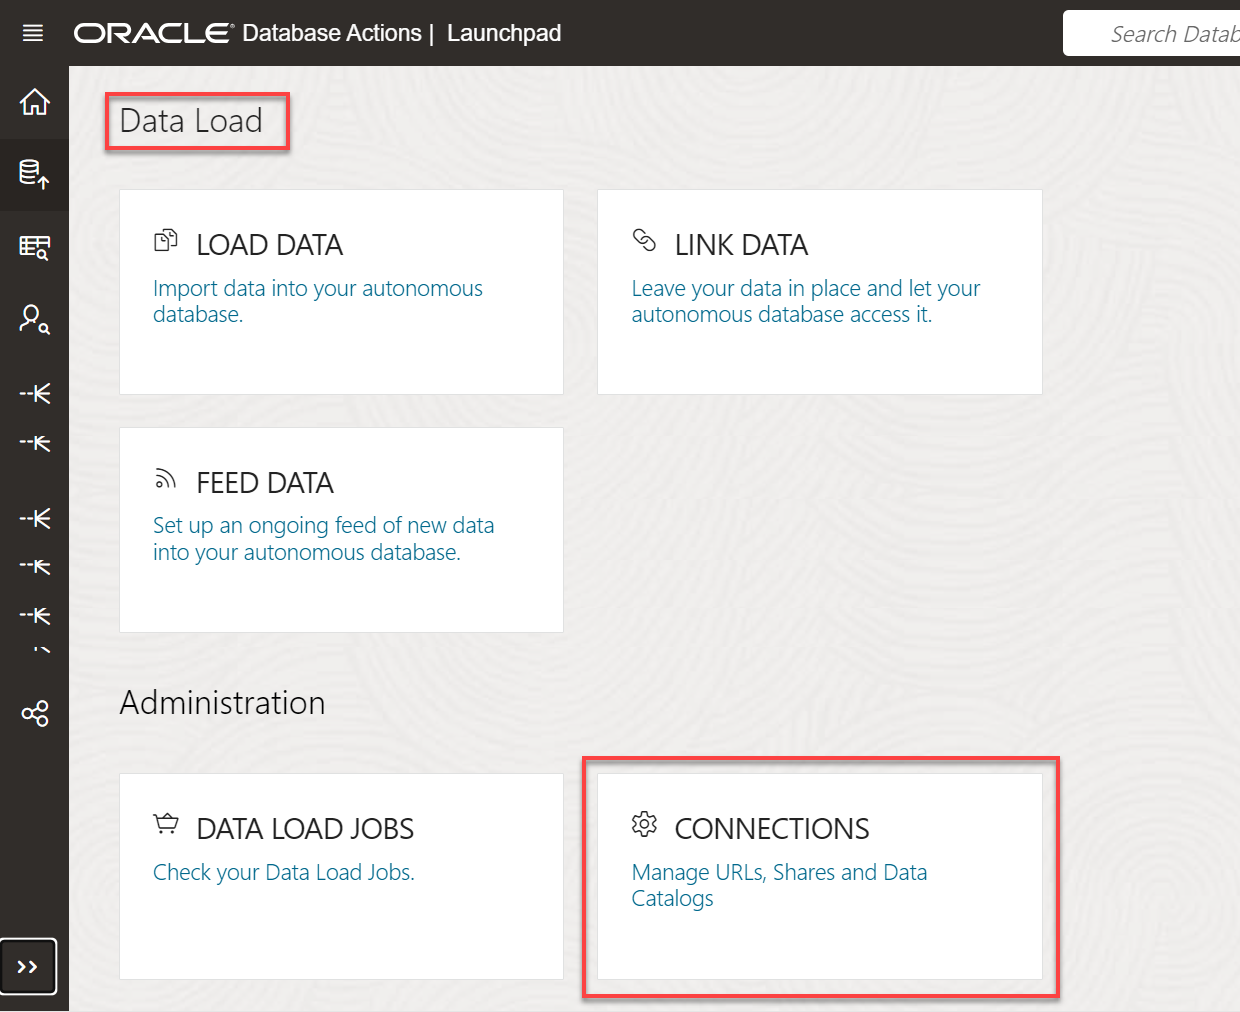 ORACLE® Database Actions | Launchpad
Search Datab
Data Load
LOAD DATA
Import data into your autonomous
database.
LINK DATA
Leave your data in place and let your
autonomous database access it.
FEED DATA
Set up an ongoing feed of new data
into your autonomous database.
Administration
DATA LOAD JOBS
Check your Data Load Jobs.
CONNECTIONS
Manage URLs, Shares and Data
Catalogs